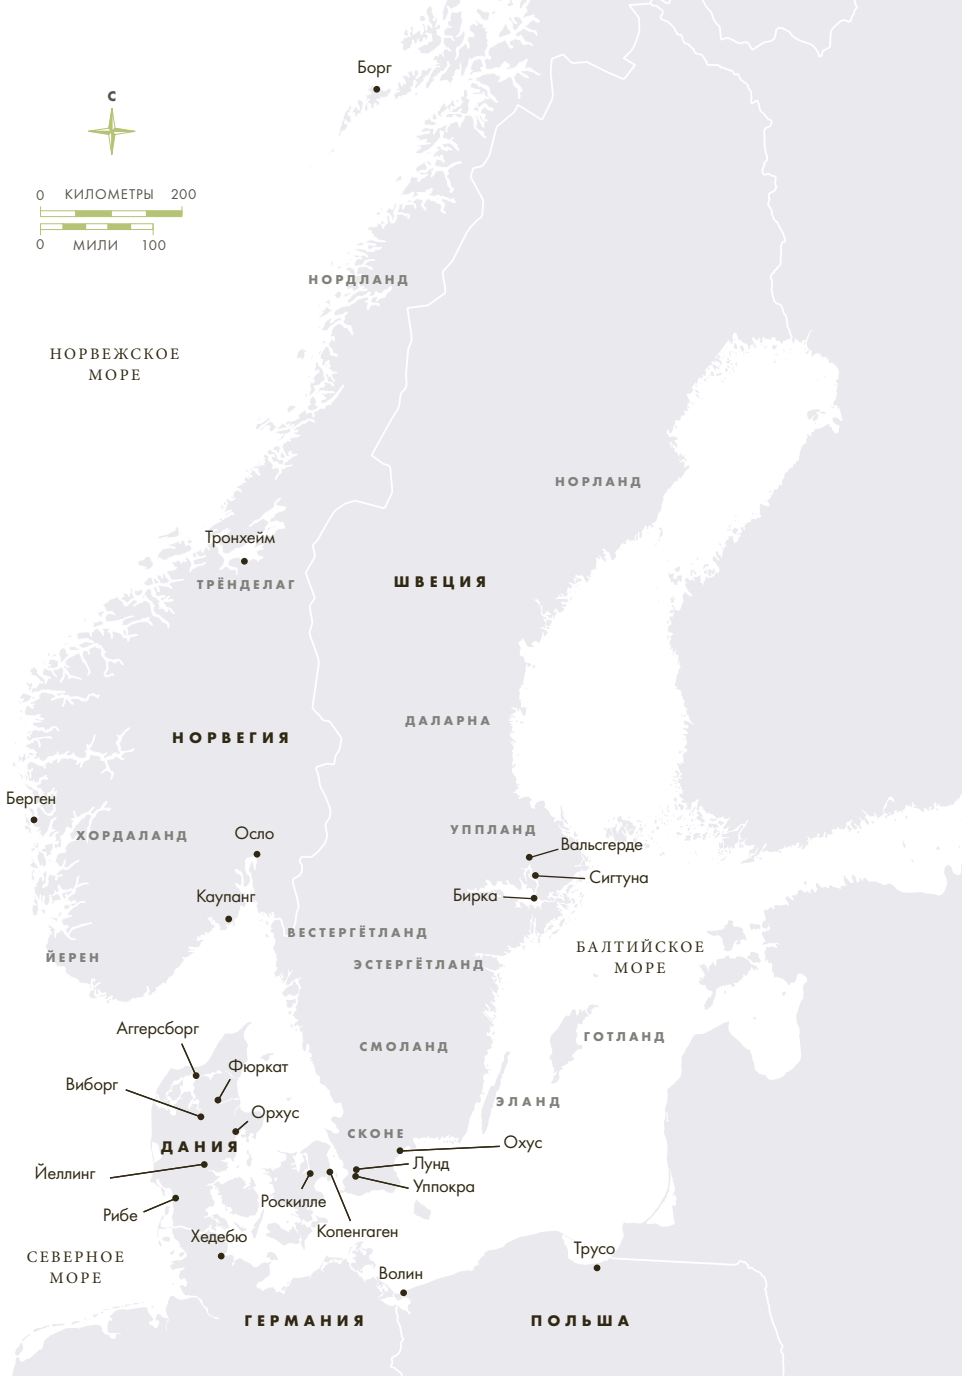 Борг
С
0 КИЛОМЕТРЫ 200
0 МИЛИ 100
НОРДЛАНД
НОРВЕЖСКОЕ
МОРЕ
НОРЛАНД
Тронхейм
ТРЁНДЕЛАГ
ШВЕЦИЯ
ДАЛАРНА
НОРВЕГИЯ
Берген
ХОРДАЛАНД
Осло
УППЛАНД
Вальсгерде
Сигтуна
Бирка
Каупанг
ВЕСТЕРГЁТЛАНД
ЙЕРЕН
ЭСТЕРГЁТЛАНД
БАЛТИЙСКОЕ
МОРЕ
Аггерсборг
ГОТЛАНД
СМОЛАНД
Фюркат
Виборг
ЭЛАНД
Орхус
СКОНЕ
Охус
ДАНИЯ
Лунд
Йеллинг
Уппокра
Роскилле
Рибе
Копенгаген
Хедебю
СЕВЕРНОЕ
МОРЕ
Трусо
Волин
ГЕРМАНИЯ
ПОЛЬША